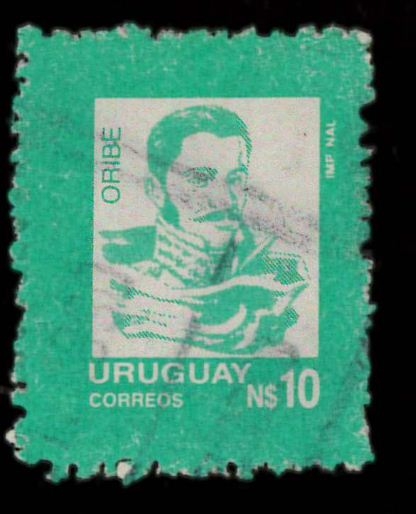 ORIBE
IMP NAL
URUGUAY
CORREOS
N$ 10